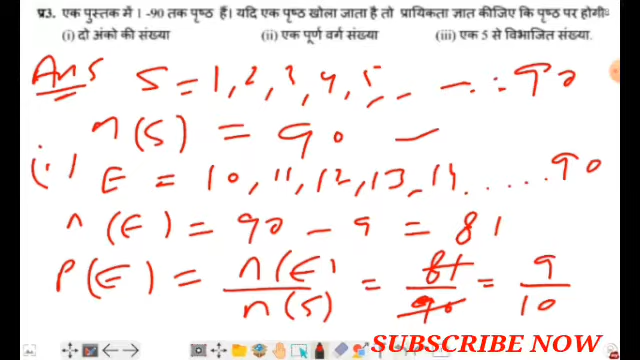 प्र3. एक पुस्तक में 1 -90 तक पृष्ठ हैं। यदि एक पृष्ठ खोला जाता है तो प्रायिकता ज्ञात कीजिए कि पृष्ठ पर होगीः
(i) दो अंको की संख्या (ii) एक पूर्ण वर्ग संख्या (iii) एक 5 से विभाजित संख्या.
Ans S = 1, 2, 3, 4, 5, - - - . : 90
n(S) = 90
(i) E = 10, 11, 12, 13, 14 ...... 90
n(E) = 90 - 9 = 81
P(E) = n(E)/n(S) = 81/90 = 9/10
SUBSCRIBE NOW